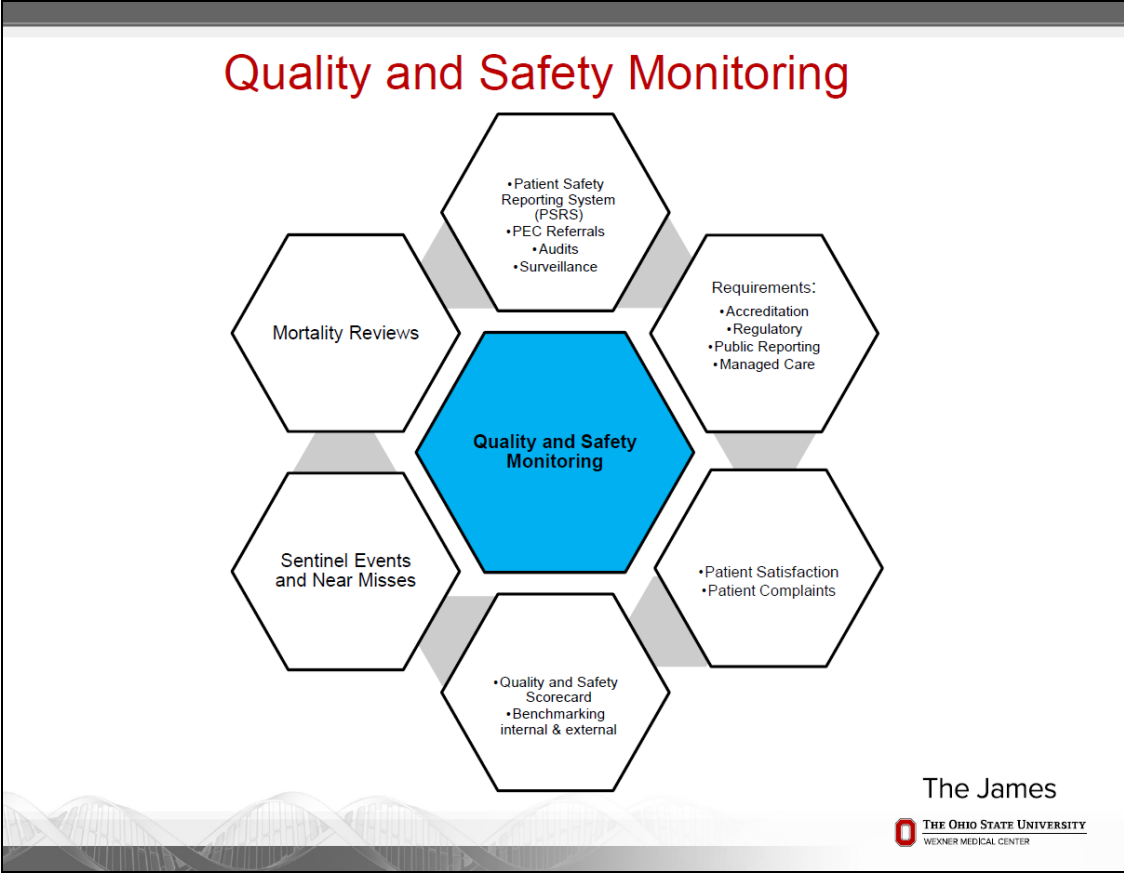 Quality and Safety Monitoring
•Patient Safety
Reporting System
(PSRS)
•PEC Referrals
•Audits
•Surveillance
Requirements:
•Accreditation
•Regulatory
•Public Reporting
•Managed Care
•Patient Satisfaction
•Patient Complaints
•Quality and Safety
Scorecard
•Benchmarking
internal & external
Sentinel Events
and Near Misses
Mortality Reviews
Quality and Safety
Monitoring
The James
THE OHIO STATE UNIVERSITY
WEXNER MEDICAL CENTER